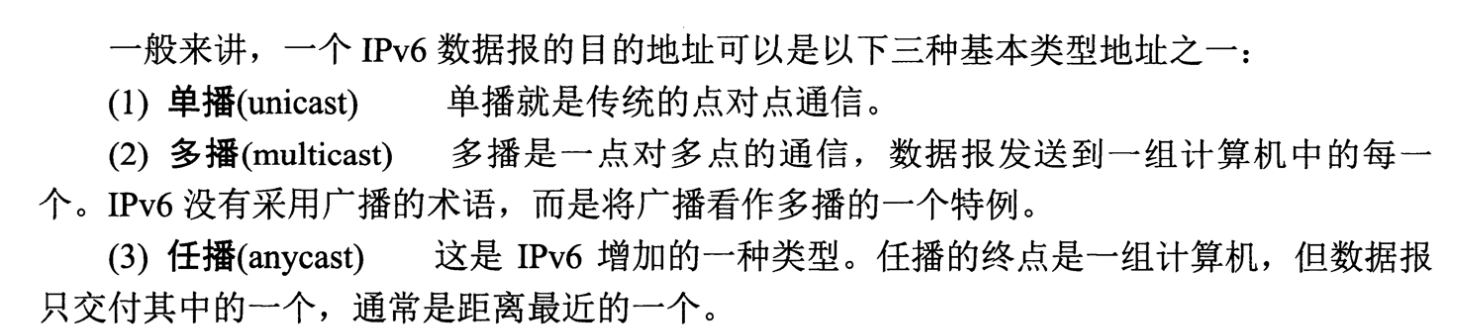 一般来讲，一个 IPv6 数据报的目的地址可以是以下三种基本类型地址之一：
(1) 单播(unicast) 单播就是传统的点对点通信。
(2) 多播(multicast) 多播是一点对多点的通信，数据报发送到一组计算机中的每一
个。IPv6 没有采用广播的术语，而是将广播看作多播的一个特例。
(3) 任播(anycast) 这是 IPv6 增加的一种类型。任播的终点是一组计算机，但数据报
只交付其中的一个，通常是距离最近的一个。